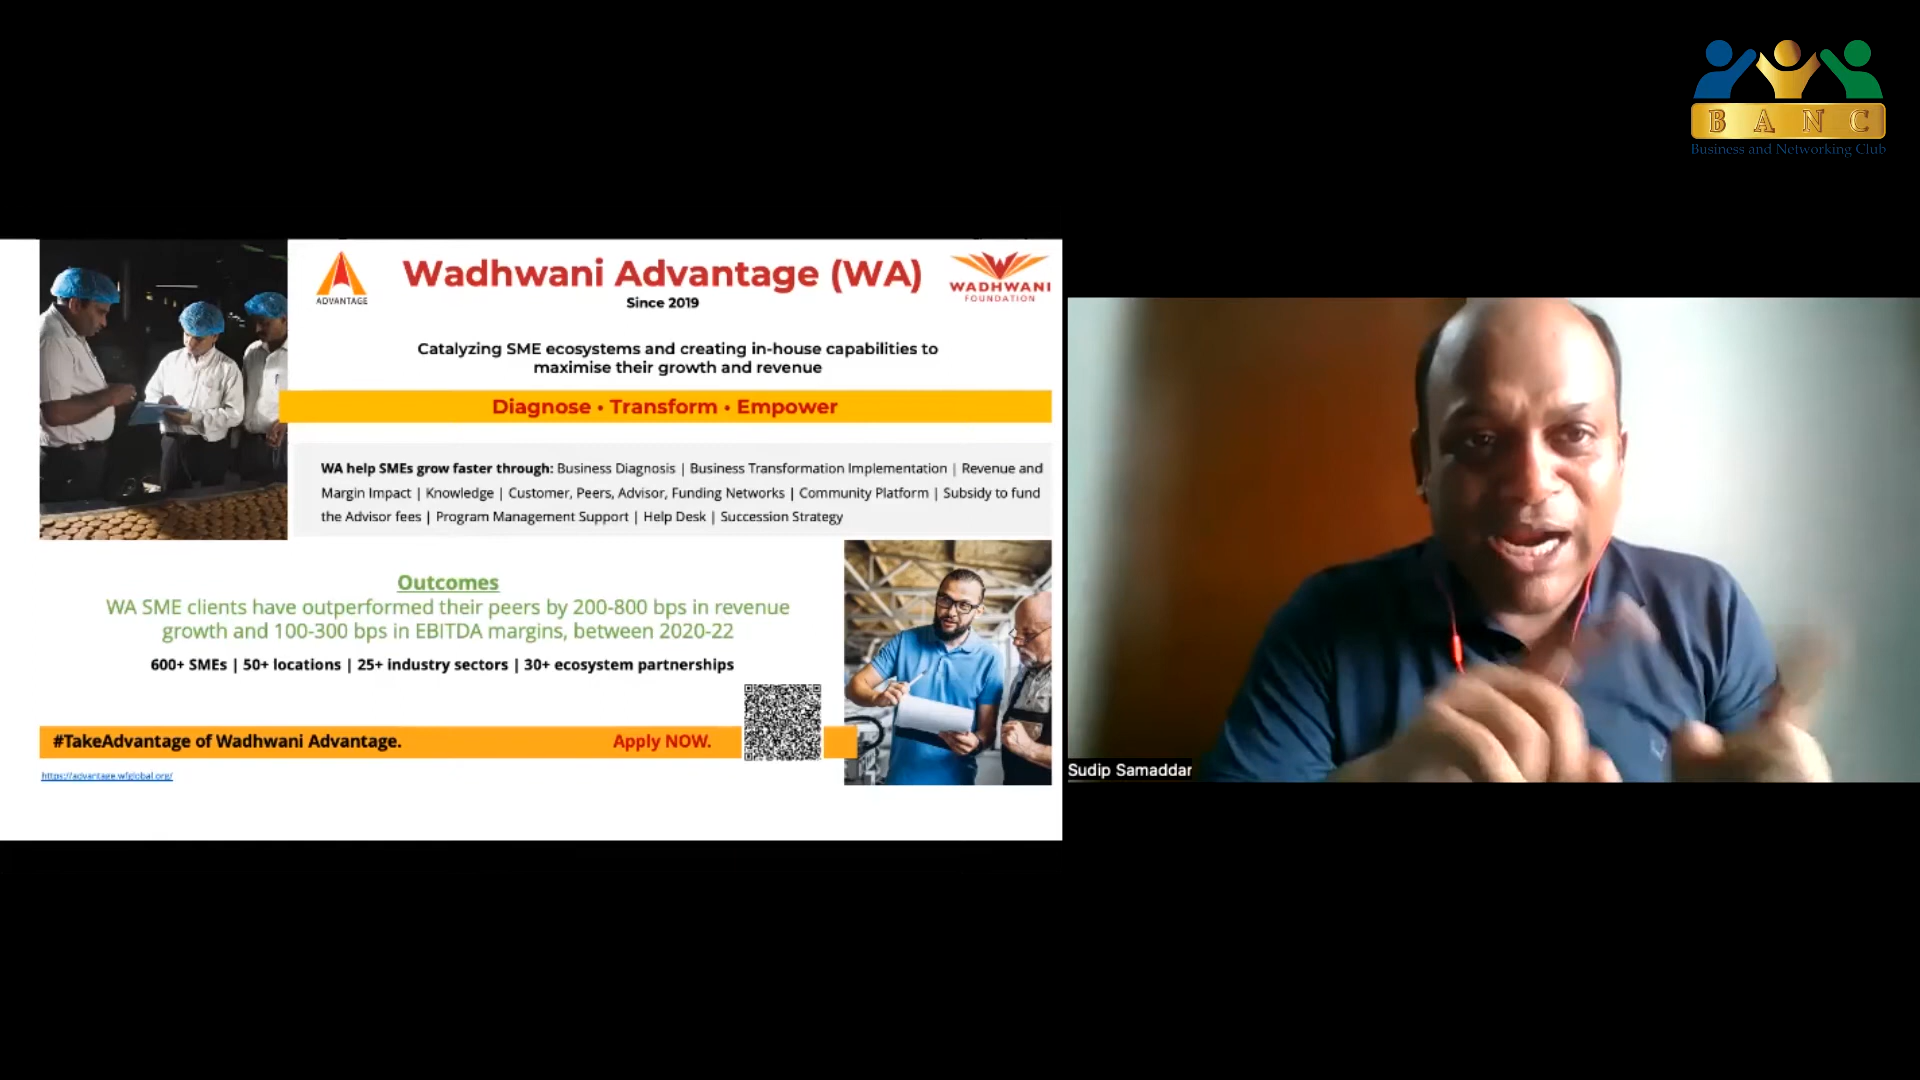 B A N C
Business and Networking Club
ADVANTAGE
Wadhwani Advantage (WA)
Since 2019
WADHWANI
FOUNDATION
Catalyzing SME ecosystems and creating in-house capabilities to
maximise their growth and revenue
Diagnose • Transform • Empower
WA help SMEs grow faster through: Business Diagnosis | Business Transformation Implementation | Revenue and
Margin Impact | Knowledge | Customer, Peers, Advisor, Funding Networks | Community Platform | Subsidy to fund
the Advisor fees | Program Management Support | Help Desk | Succession Strategy
Outcomes
WA SME clients have outperformed their peers by 200-800 bps in revenue
growth and 100-300 bps in EBITDA margins, between 2020-22
600+ SMEs | 50+ locations | 25+ industry sectors | 30+ ecosystem partnerships
#TakeAdvantage of Wadhwani Advantage.
Apply NOW.
https://advantage.wfglobal.org/
Sudip Samaddar